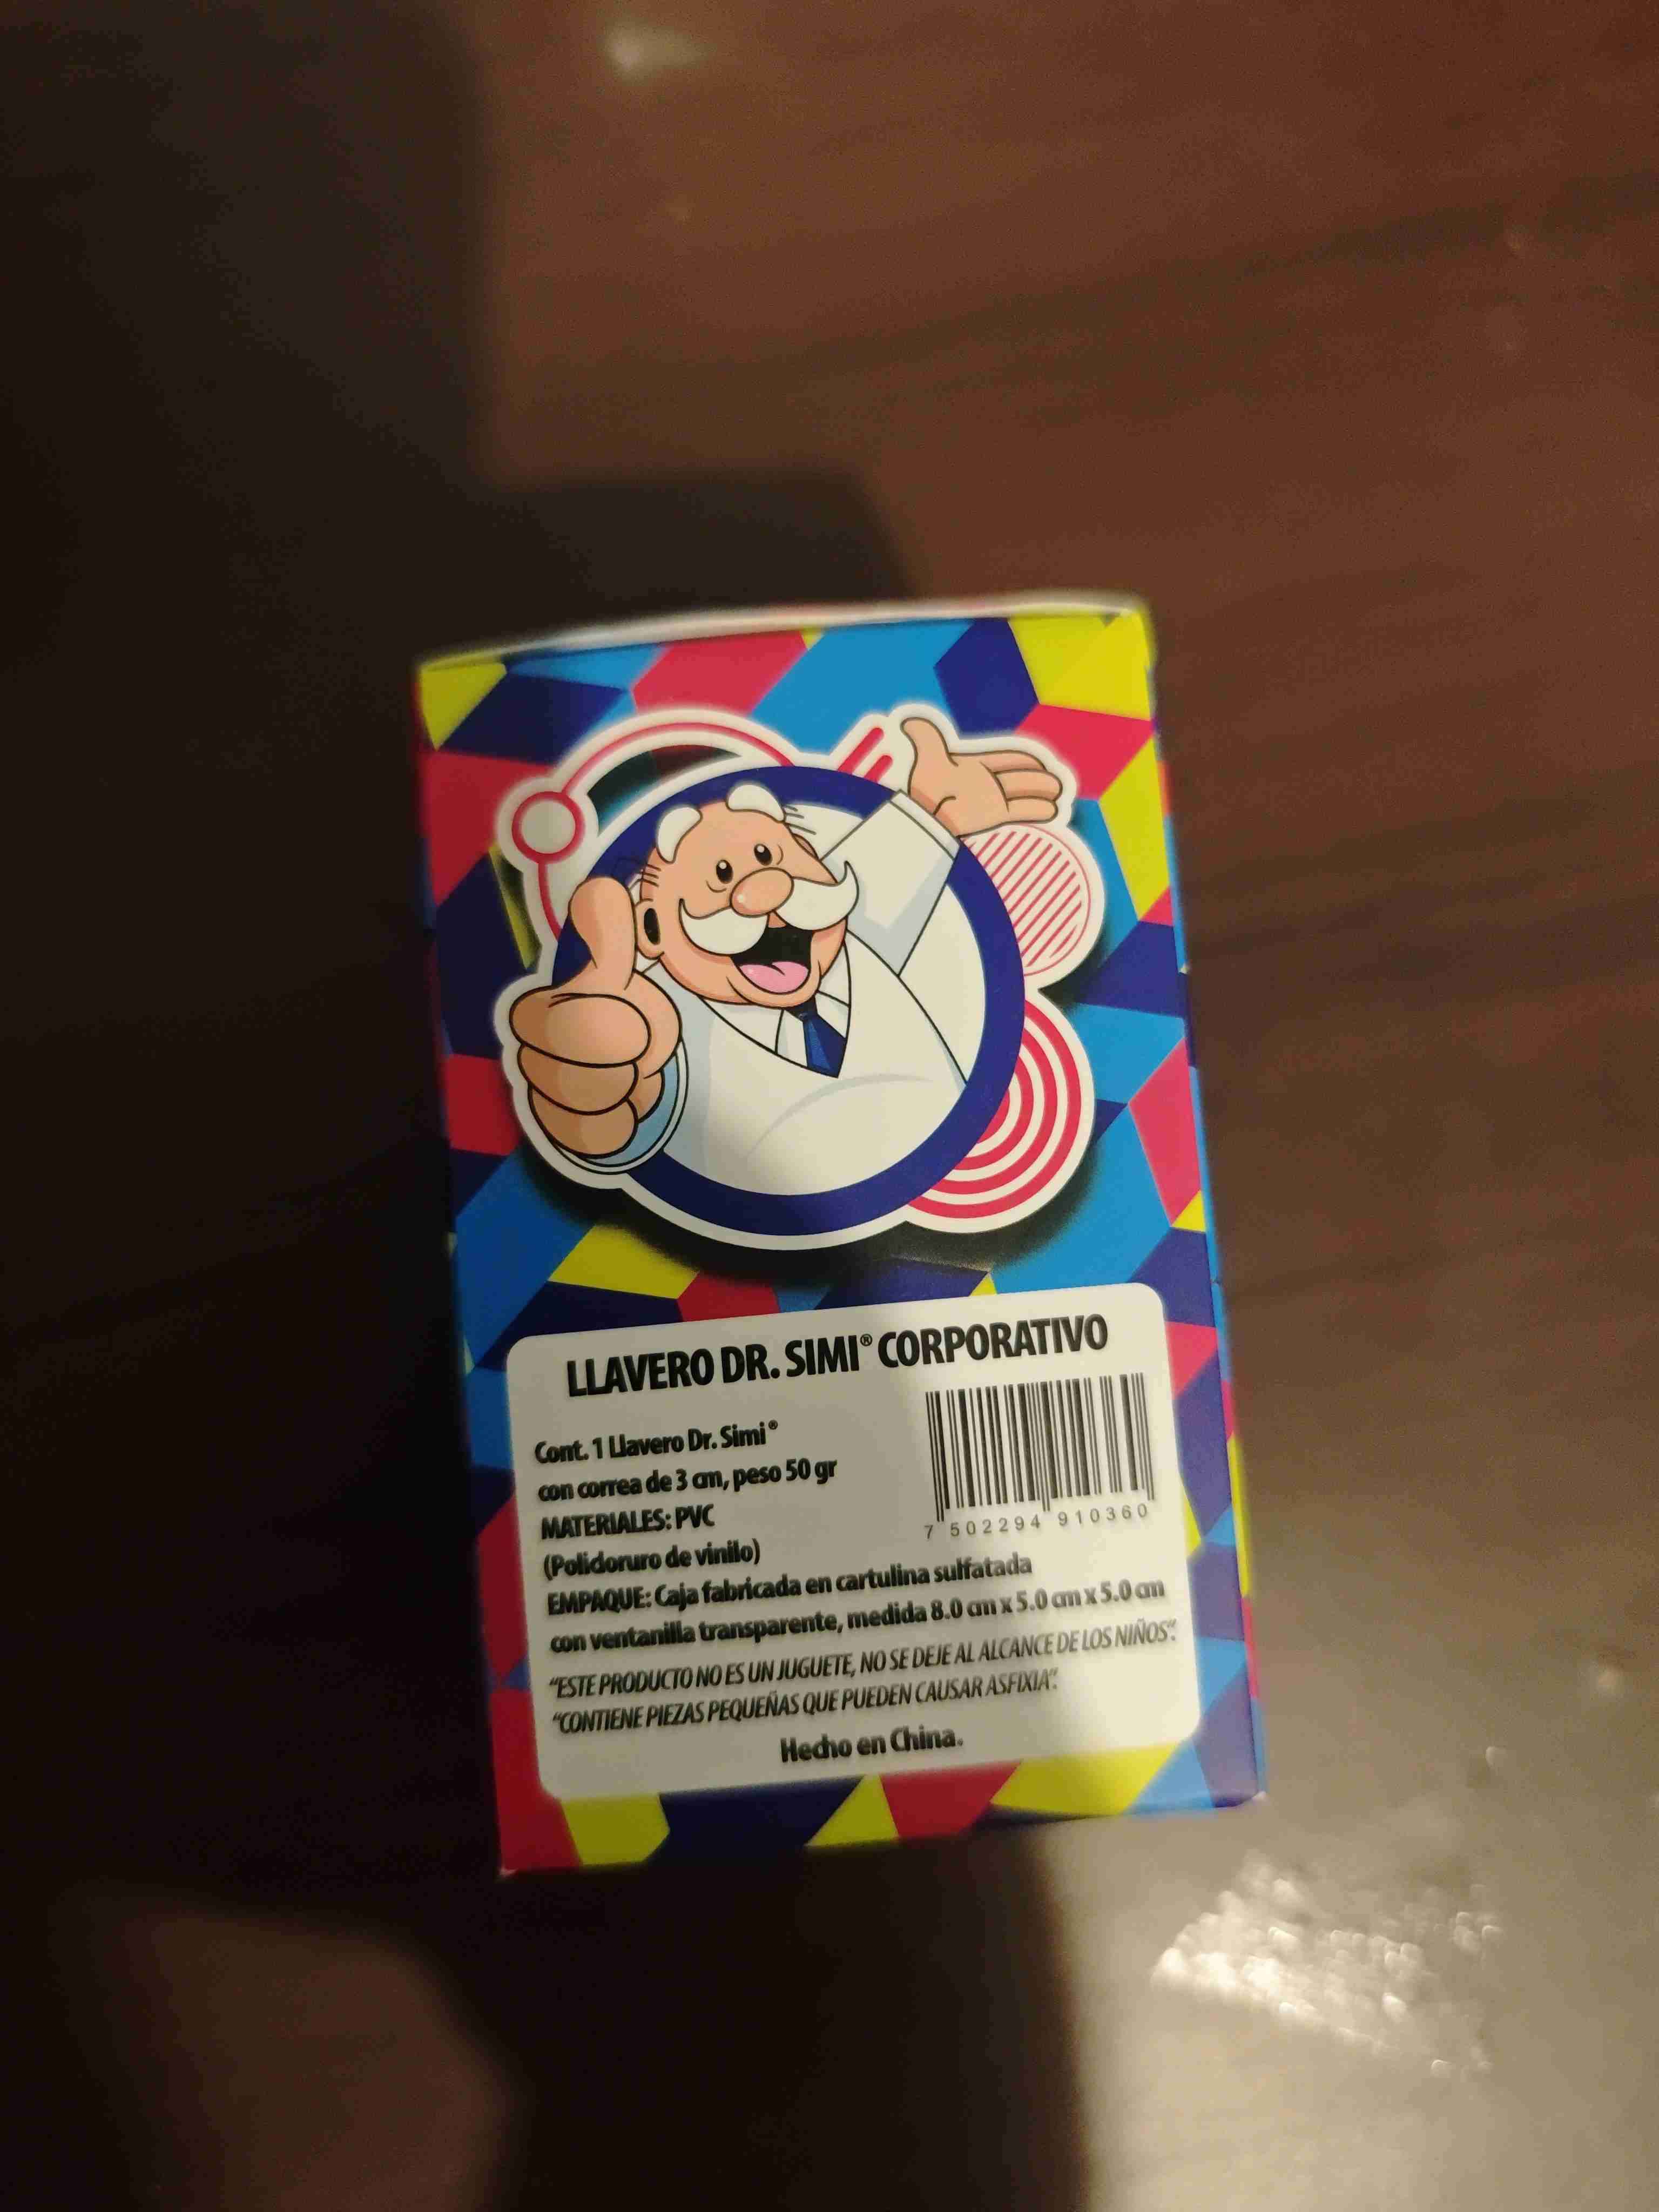 LLAVERO DR. SIMI® CORPORATIVO
Cont. 1 Llavero Dr. Simi®
con correa de 3 cm, peso 50 gr
MATERIALES: PVC
(Policloruro de vinilo)
7 502294 910360
EMPAQUE: Caja fabricada en cartulina sulfatada
con ventanilla transparente, medida 8.0 cm x 5.0 cm x 5.0 cm
“ESTE PRODUCTO NO ES UN JUGUETE, NO SE DEJE AL ALCANCE DE LOS NIÑOS”.
“CONTIENE PIEZAS PEQUEÑAS QUE PUEDEN CAUSAR ASFIXIA”.
Hecho en China.